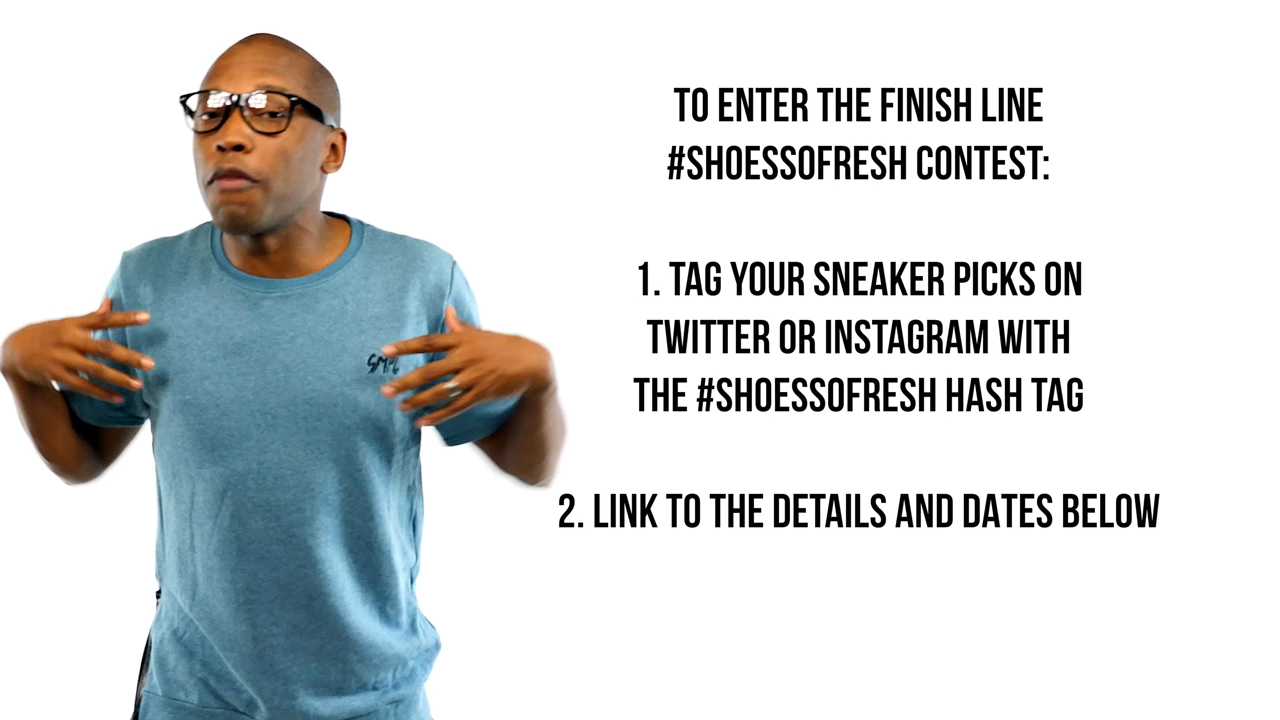 TO ENTER THE FINISH LINE
#SHOESSOFRESH CONTEST:
1. TAG YOUR SNEAKER PICKS ON
TWITTER OR INSTAGRAM WITH
THE #SHOESSOFRESH HASH TAG
2. LINK TO THE DETAILS AND DATES BELOW